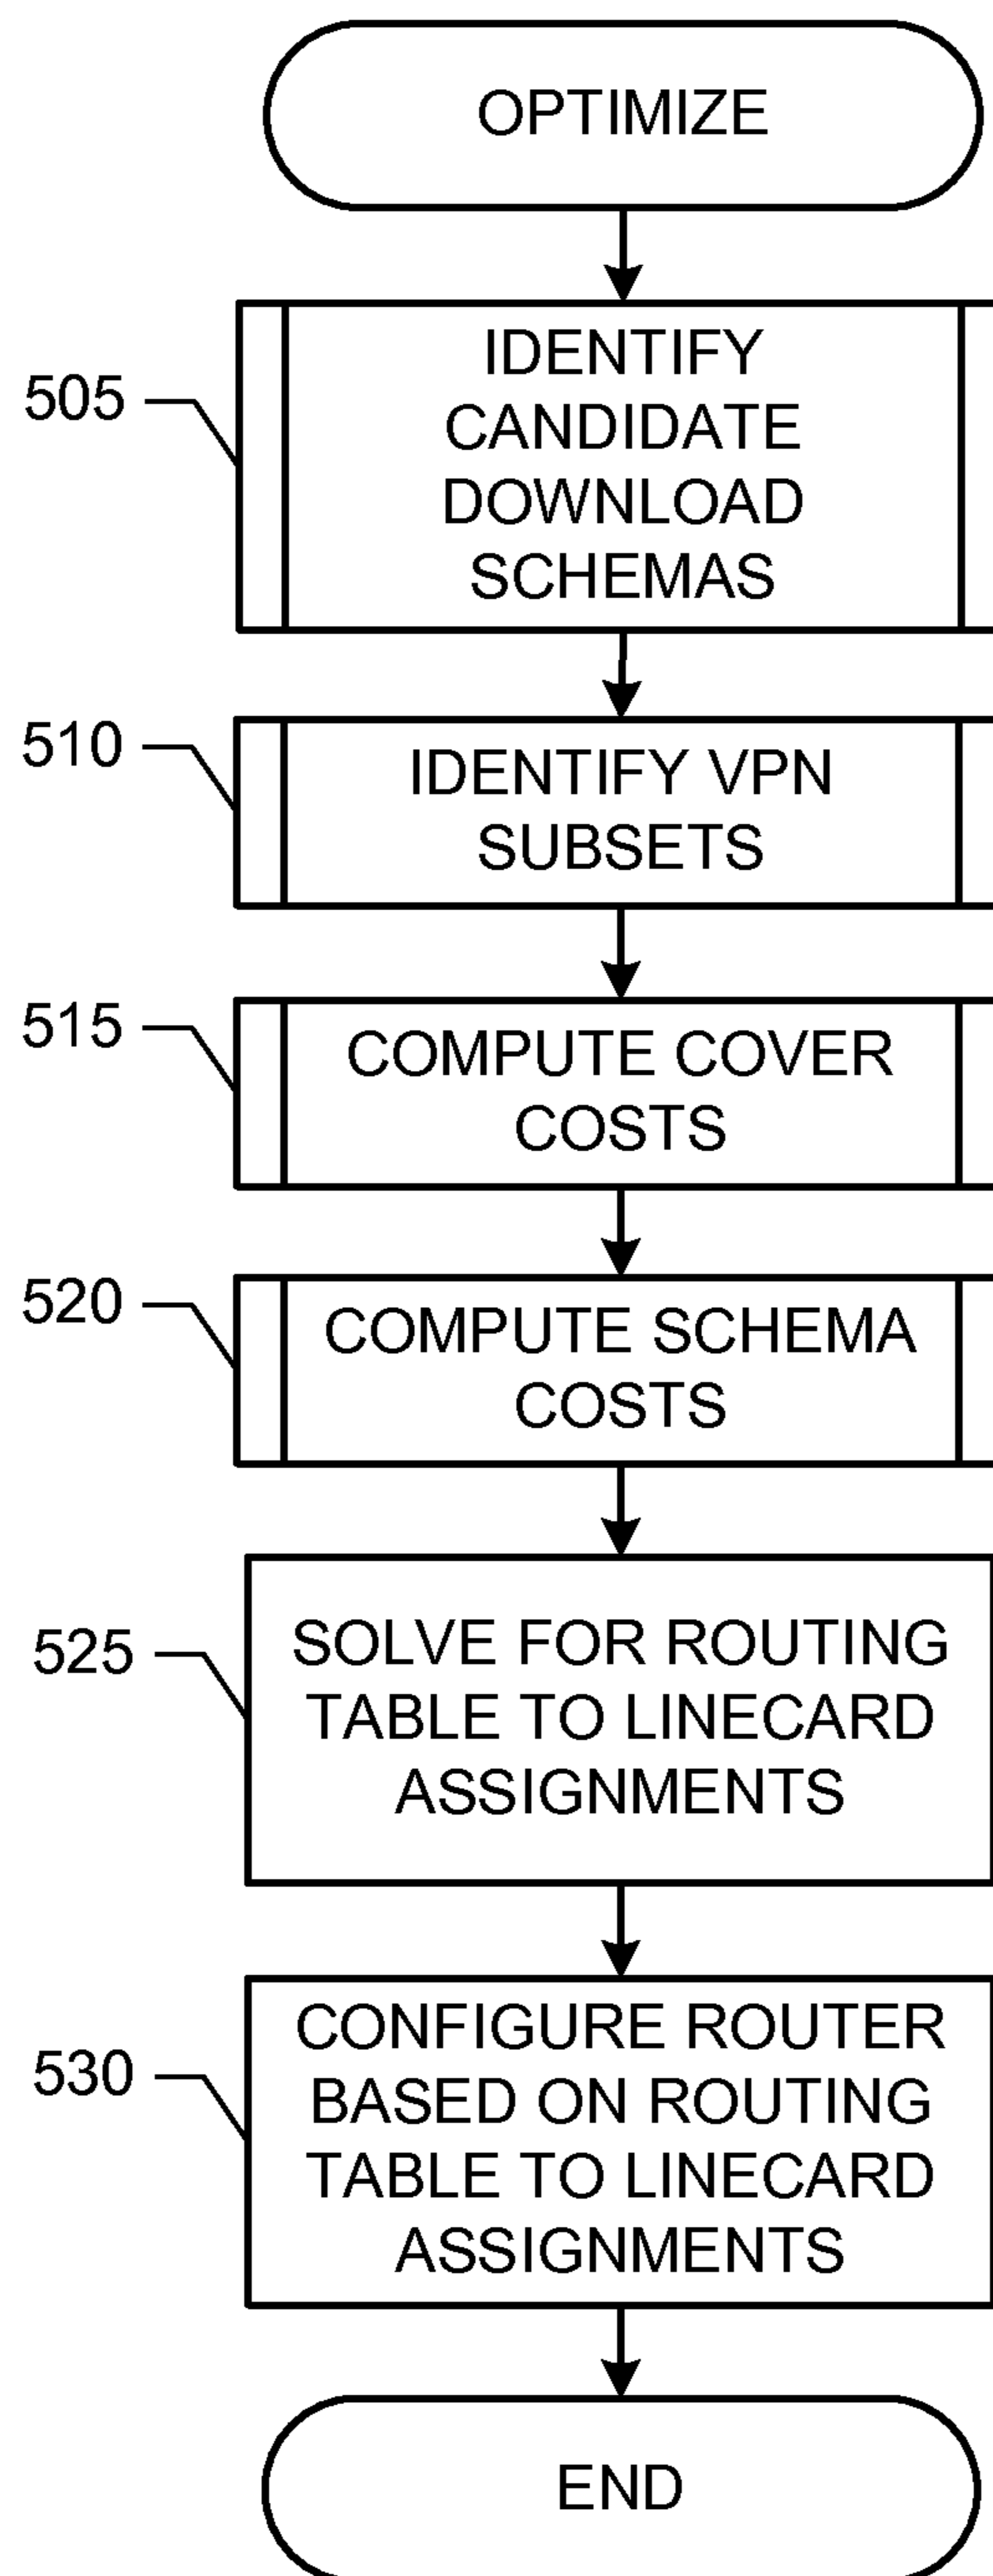 OPTIMIZE
505
IDENTIFY
CANDIDATE
DOWNLOAD
SCHEMAS
510
IDENTIFY VPN
SUBSETS
515
COMPUTE COVER
COSTS
520
COMPUTE SCHEMA
COSTS
525
SOLVE FOR ROUTING
TABLE TO LINECARD
ASSIGNMENTS
530
CONFIGURE ROUTER
BASED ON ROUTING
TABLE TO LINECARD
ASSIGNMENTS
END